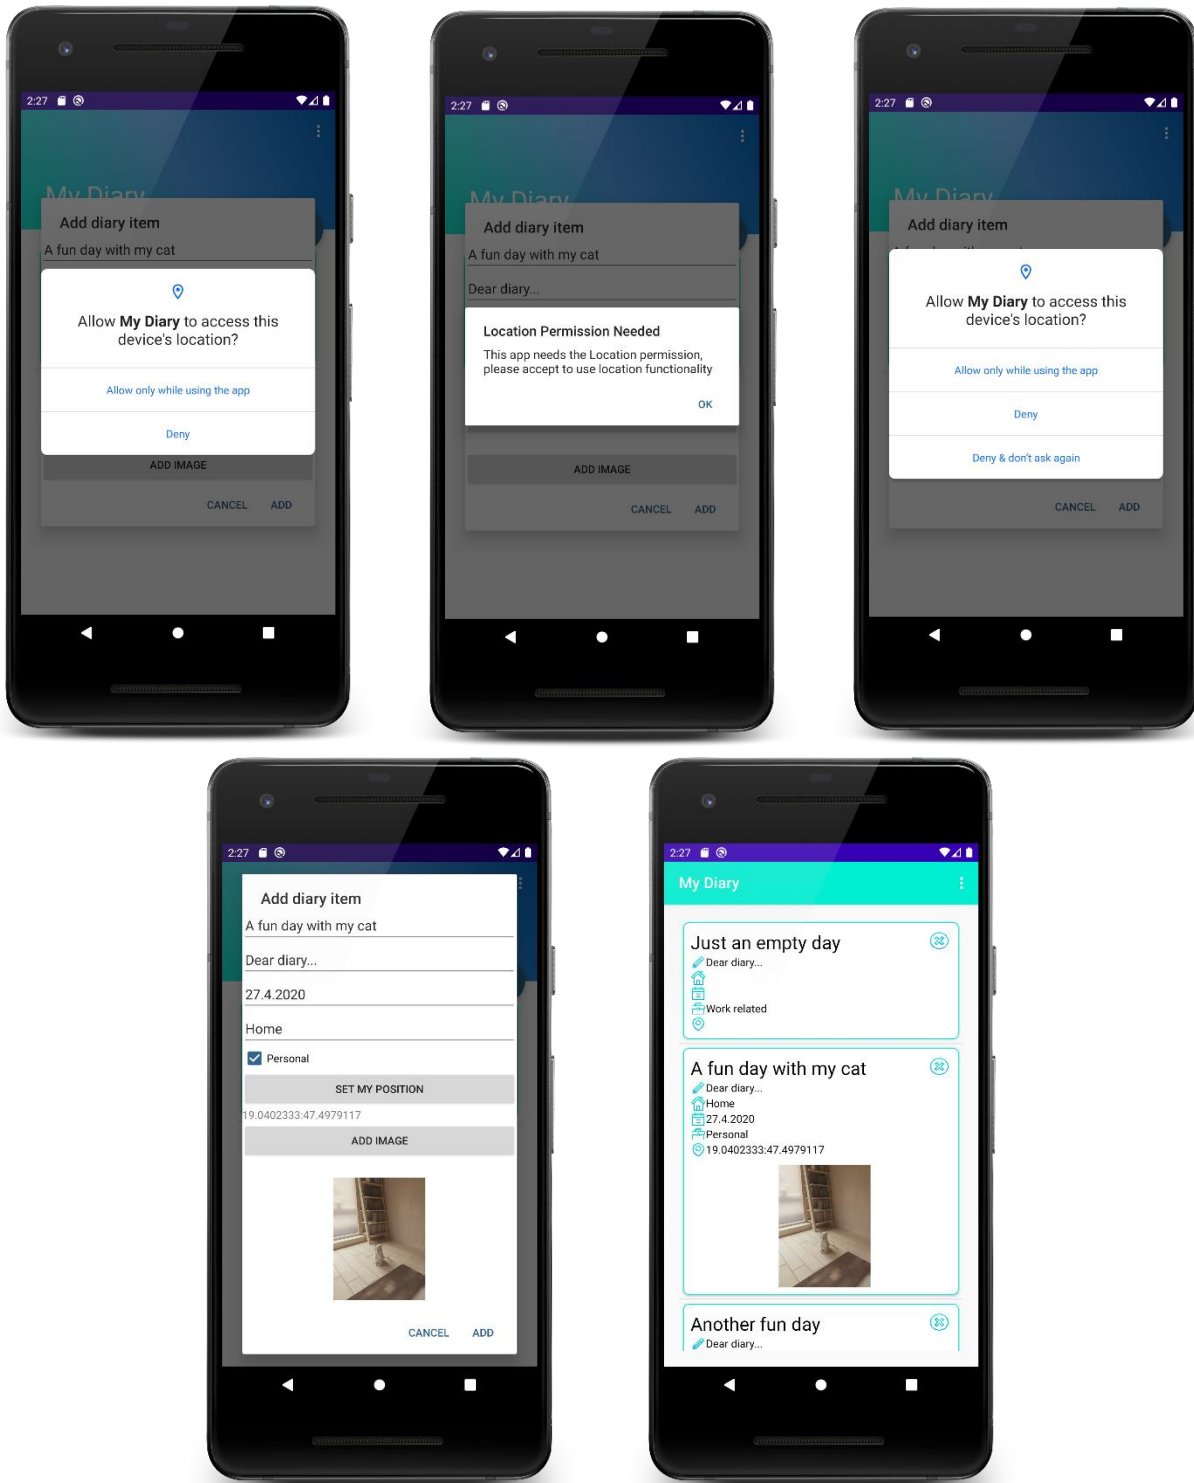 2:27
My Diary
Add diary item
A fun day with my cat
Allow My Diary to access this
device's location?
Allow only while using the app
Deny
ADD IMAGE
CANCEL ADD
2:27
My Diary
Add diary item
A fun day with my cat
Dear diary...
Location Permission Needed
This app needs the Location permission,
please accept to use location functionality
OK
ADD IMAGE
CANCEL ADD
2:27
My Diary
Add diary item
Allow My Diary to access this
device's location?
Allow only while using the app
Deny
Deny & don't ask again
CANCEL ADD
2:27
Add diary item
A fun day with my cat
Dear diary...
27.4.2020
Home
Personal
SET MY POSITION
19.0402333:47.4979117
ADD IMAGE
CANCEL ADD
2:27
My Diary
Just an empty day
Dear diary...
Work related
A fun day with my cat
Dear diary...
Home
27.4.2020
Personal
19.0402333:47.4979117
Another fun day
Dear diary...